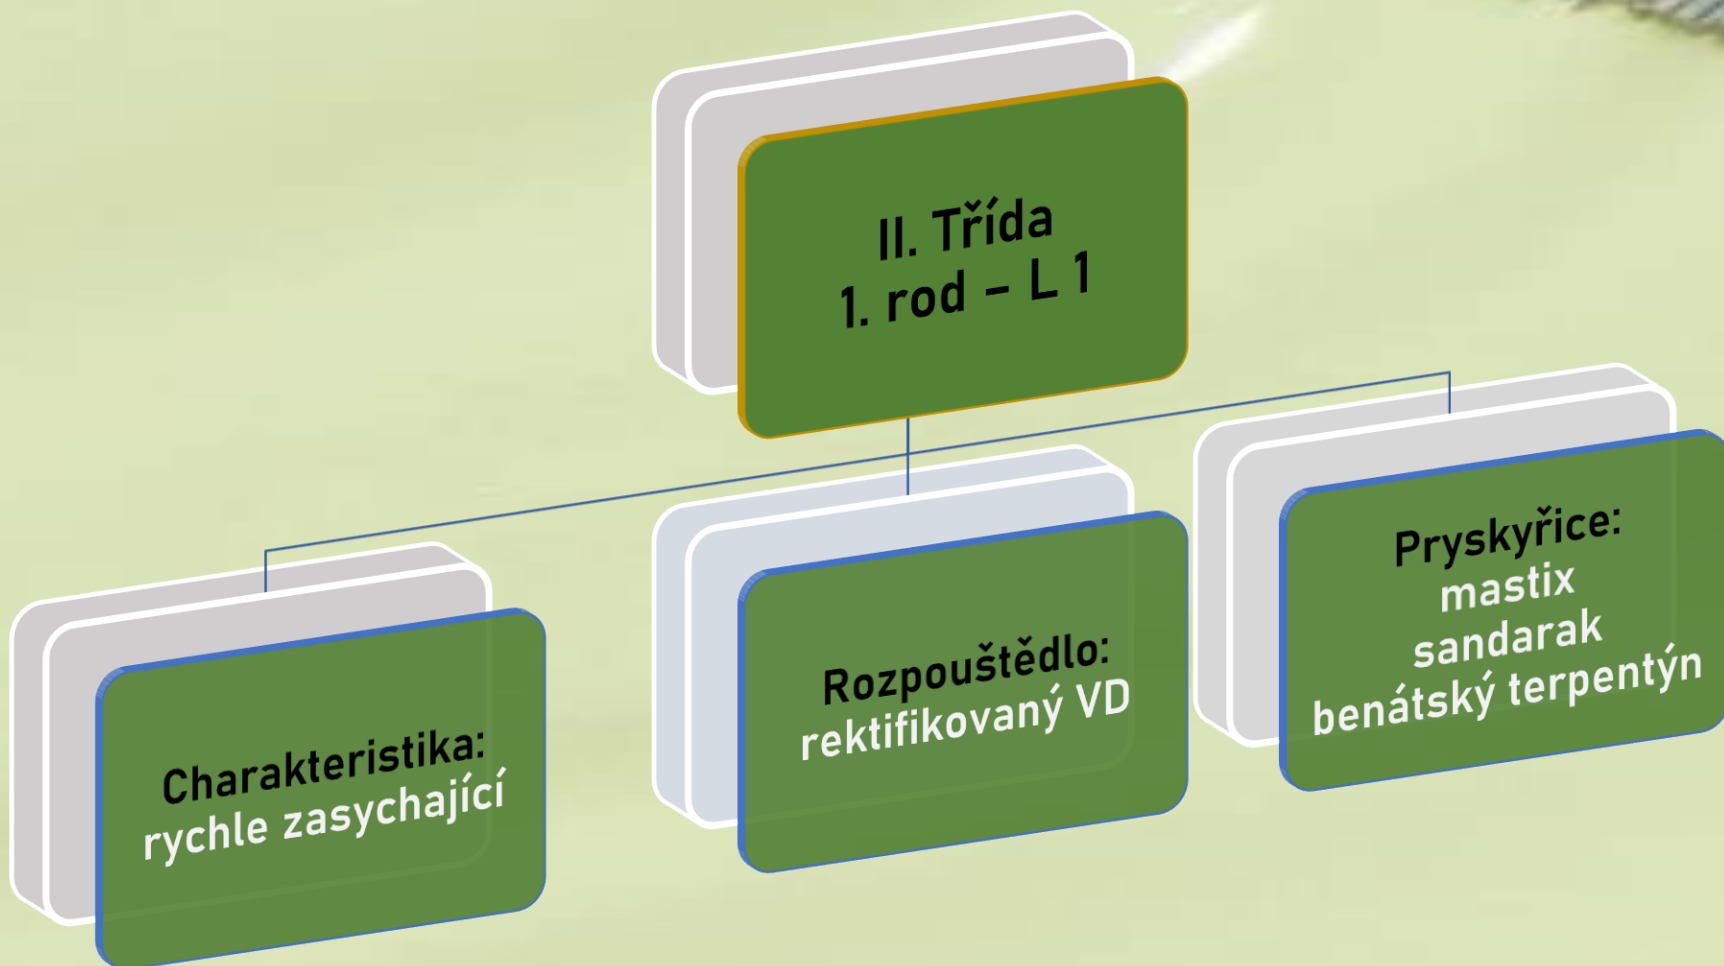 II. Třída
1. rod – L 1
Charakteristika:
rychle zasychající
Rozpouštědlo:
rektifikovaný VD
Pryskyřice:
mastix
sandarak
benátský terpentýn